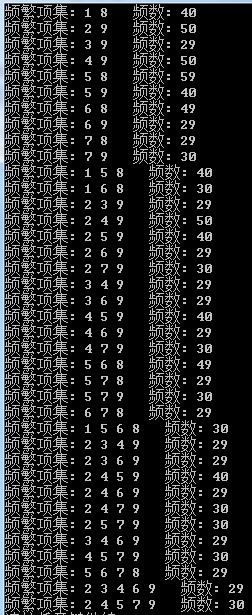 频繁项集：1 8 频数：40
频繁项集：2 9 频数：50
频繁项集：3 9 频数：29
频繁项集：4 9 频数：50
频繁项集：5 8 频数：59
频繁项集：5 9 频数：40
频繁项集：6 8 频数：49
频繁项集：6 9 频数：29
频繁项集：7 8 频数：29
频繁项集：7 9 频数：30
频繁项集：1 5 8 频数：40
频繁项集：1 6 8 频数：30
频繁项集：2 3 9 频数：29
频繁项集：2 4 9 频数：50
频繁项集：2 5 9 频数：40
频繁项集：2 6 9 频数：29
频繁项集：2 7 9 频数：30
频繁项集：3 4 9 频数：29
频繁项集：3 6 9 频数：29
频繁项集：4 5 9 频数：40
频繁项集：4 6 9 频数：29
频繁项集：4 7 9 频数：30
频繁项集：5 6 8 频数：49
频繁项集：5 7 8 频数：29
频繁项集：5 7 9 频数：30
频繁项集：6 7 8 频数：29
频繁项集：1 5 6 8 频数：30
频繁项集：2 3 4 9 频数：29
频繁项集：2 3 6 9 频数：29
频繁项集：2 4 5 9 频数：40
频繁项集：2 4 6 9 频数：29
频繁项集：2 4 7 9 频数：30
频繁项集：2 5 7 9 频数：30
频繁项集：3 4 6 9 频数：29
频繁项集：4 5 7 9 频数：30
频繁项集：5 6 7 8 频数：29
频繁项集：2 3 4 6 9 频数：29
频繁项集：2 4 5 7 9 频数：30